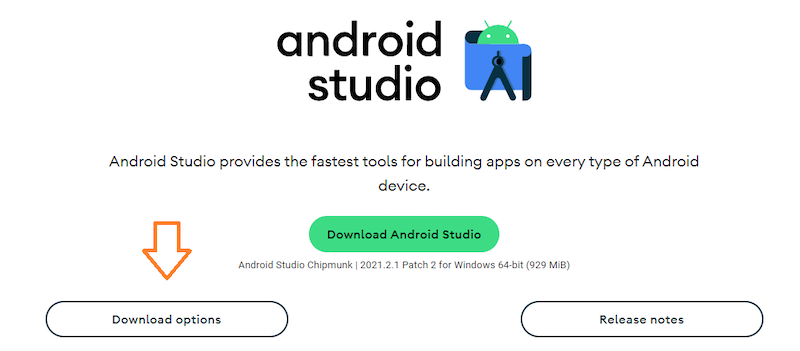 android
studio
Android Studio provides the fastest tools for building apps on every type of Android
device.
Download Android Studio
Android Studio Chipmunk | 2021.2.1 Patch 2 for Windows 64-bit (929 MiB)
Download options
Release notes